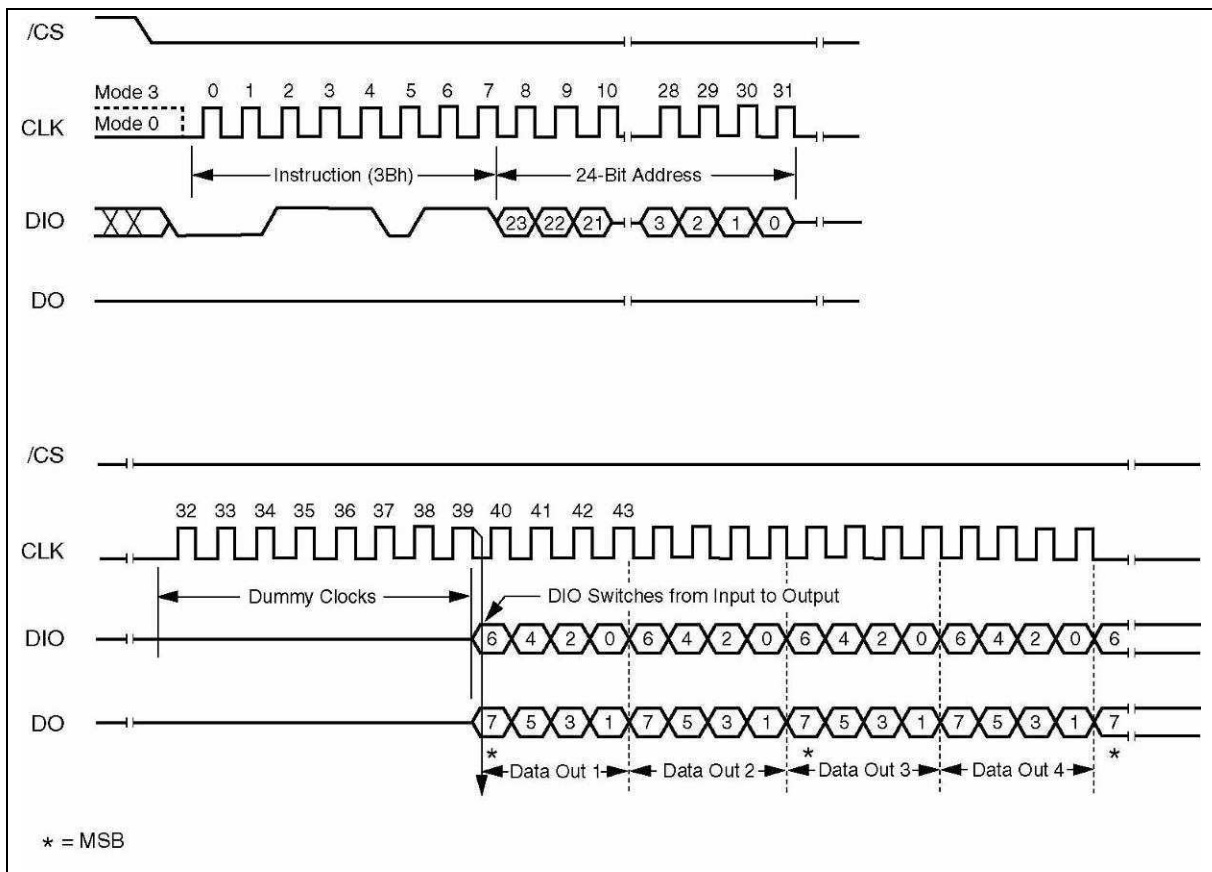 /CS
Mode 3 0 1 2 3 4 5 6 7 8 9 10 28 29 30 31
CLK Mode 0
Instruction (3Bh) 24-Bit Address
DIO 23 22 21 3 2 1 0
DO
/CS
32 33 34 35 36 37 38 39 40 41 42 43
CLK
Dummy Clocks DIO Switches from Input to Output
DIO 6 4 2 0 6 4 2 0 6 4 2 0 6 4 2 0 6
DO 7 5 3 1 7 5 3 1 7 5 3 1 7 5 3 1 7
* * *
Data Out 1 Data Out 2 Data Out 3 Data Out 4
* = MSB